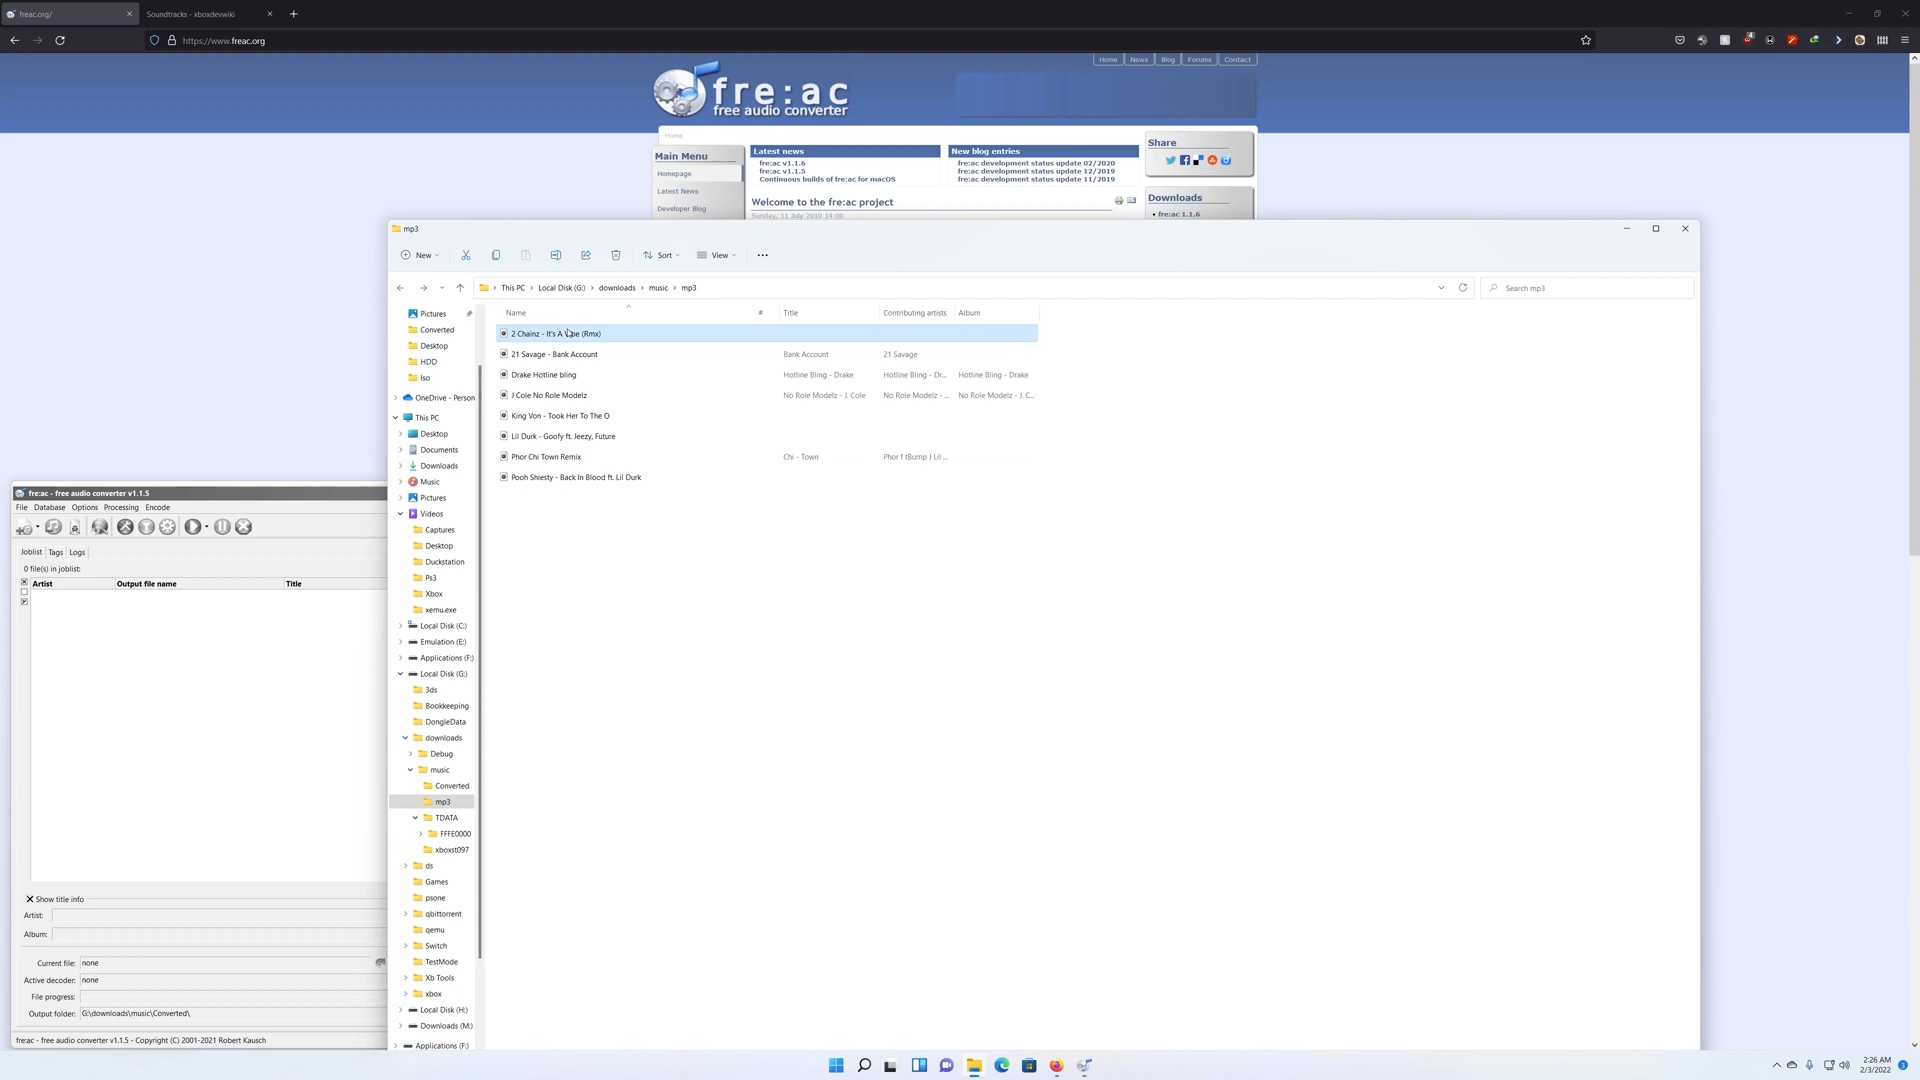 freac.org/
Soundtracks - xboxdevwiki
https://www.freac.org
4
Home News Blog Forums Contact
fre:ac
free audio converter
Home
Main Menu
Homepage
Latest News
Developer Blog
Latest news
fre:ac v1.1.6
fre:ac v1.1.5
Continuous builds of fre:ac for macOS
New blog entries
fre:ac development status update 02/2020
fre:ac development status update 12/2019
fre:ac development status update 11/2019
Welcome to the fre:ac project
Sunday, 11 July 2010 14:00
Share
Downloads
fre:ac 1.1.6
mp3
New
Sort
View
This PC > Local Disk (G:) > downloads > music > mp3
Search mp3
Name # Title Contributing artists Album
2 Chainz - It's A (Rmx)
21 Savage - Bank Account Bank Account 21 Savage
Drake Hotline bling Hotline Bling - Drake Hotline Bling - Dr... Hotline Bling - Drake
J Cole No Role Modelz No Role Modelz - J. Cole No Role Modelz - ... No Role Modelz - J. C...
King Von - Took Her To The O
Lil Durk - Goofy ft. Jeezy, Future
Phor Chi Town Remix Chi - Town Phor f tBump J Lil ...
Pooh Shiesty - Back In Blood ft. Lil Durk
Pictures
Converted
Desktop
HDD
Iso
OneDrive - Person
This PC
Desktop
Documents
Downloads
Music
Pictures
Videos
Captures
Desktop
Duckstation
Ps3
Xbox
xemu.exe
Local Disk (C:)
Emulation (E:)
Applications (F:)
Local Disk (G:)
3ds
Bookkeeping
DongleData
downloads
Debug
music
Converted
mp3
TDATA
FFFE0000
xboxst097
ds
Games
psone
qbittorrent
qemu
Switch
TestMode
Xb Tools
xbox
Local Disk (H:)
Downloads (M:)
Applications (F:)
fre:ac - free audio converter v1.1.5
File Database Options Processing Encode
Joblist Tags Logs
0 file(s) in joblist:
Artist Output file name Title
Show title info
Artist:
Album:
Current file: none
Active decoder: none
File progress:
Output folder: G:\downloads\music\Converted\
fre:ac - free audio converter v1.1.5 - Copyright (C) 2001-2021 Robert Kausch
2:26 AM
2/3/2022
3